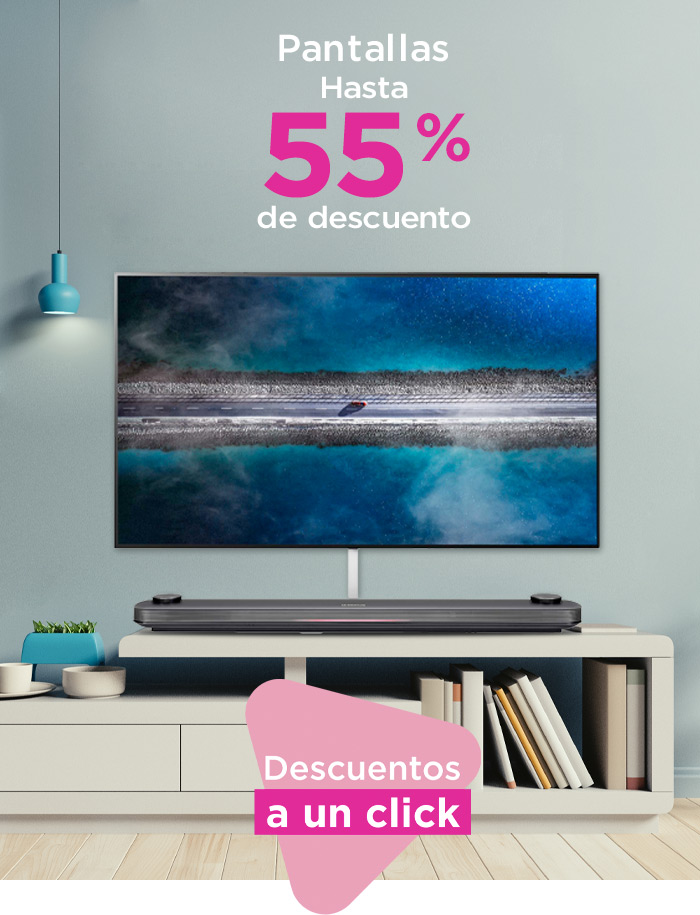 Pantallas
Hasta
55%
de descuento
Descuentos
a un click